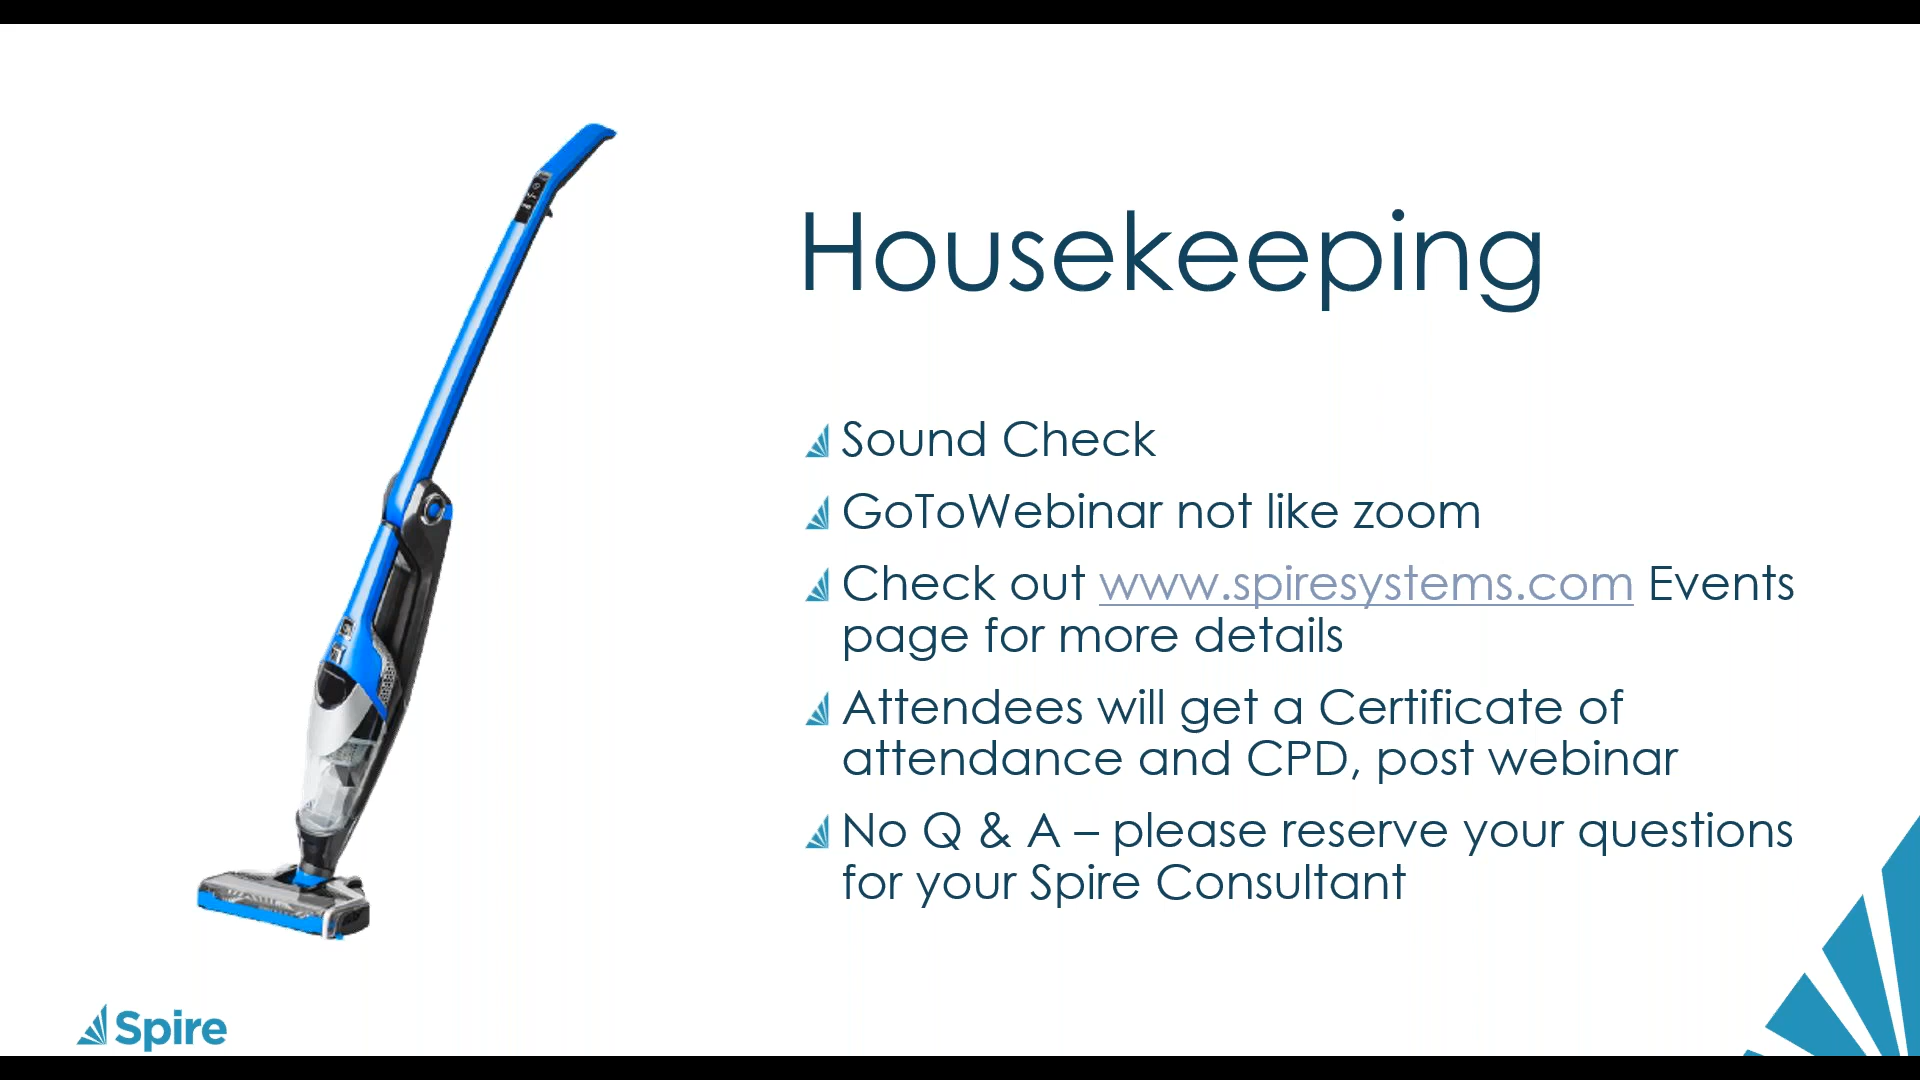 Housekeeping
Sound Check
GoToWebinar not like zoom
Check out www.spiresystems.com Events
page for more details
Attendees will get a Certificate of
attendance and CPD, post webinar
No Q & A – please reserve your questions
for your Spire Consultant
Spire